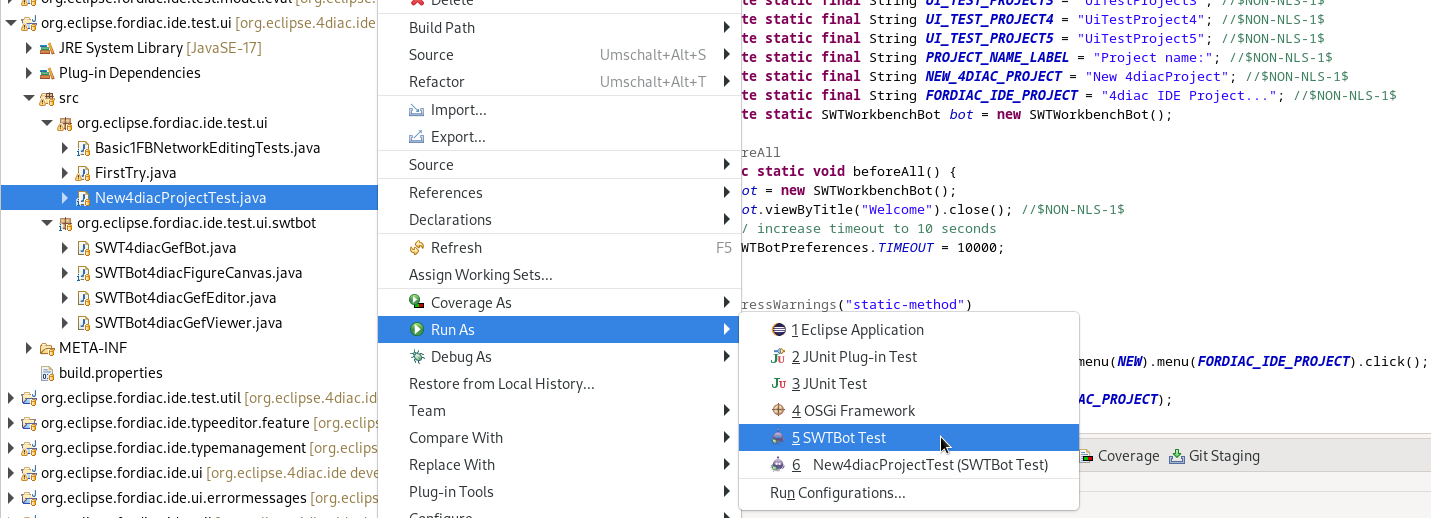 org.eclipse.fordiac.ide.test.ui [org.eclipse.4diac.ide
JRE System Library [JavaSE-17]
Plug-in Dependencies
src
org.eclipse.fordiac.ide.test.ui
Basic1FBNetworkEditingTests.java
FirstTry.java
New4diacProjectTest.java
org.eclipse.fordiac.ide.test.ui.swtbot
SWT4diacGefBot.java
SWTBot4diacFigureCanvas.java
SWTBot4diacGefEditor.java
SWTBot4diacGefViewer.java
META-INF
build.properties
org.eclipse.fordiac.ide.test.util [org.eclipse.4diac.id
org.eclipse.fordiac.ide.typeeditor.feature [org.eclips
org.eclipse.fordiac.ide.typemanagement [org.eclips
org.eclipse.fordiac.ide.ui [org.eclipse.4diac.ide deve
org.eclipse.fordiac.ide.ui.errormessages [org.eclips
Delete
Build Path
Source Umschalt+Alt+S
Refactor Umschalt+Alt+T
Import...
Export...
Source
References
Declarations
Refresh F5
Assign Working Sets...
Coverage As
Run As
Debug As
Restore from Local History...
Team
Compare With
Replace With
Plug-in Tools
Configure
1 Eclipse Application
2 JUnit Plug-in Test
3 JUnit Test
4 OSGi Framework
5 SWTBot Test
6 New4diacProjectTest (SWTBot Test)
Run Configurations...
te static final String UI_TEST_PROJECT3 = "UiTestProject3"; //$NON-NLS-1$
te static final String UI_TEST_PROJECT4 = "UiTestProject4"; //$NON-NLS-1$
te static final String UI_TEST_PROJECT5 = "UiTestProject5"; //$NON-NLS-1$
te static final String PROJECT_NAME_LABEL = "Project name:"; //$NON-NLS-1$
te static final String NEW_4DIAC_PROJECT = "New 4diacProject"; //$NON-NLS-1$
te static final String FORDIAC_IDE_PROJECT = "4diac IDE Project..."; //$NON-NLS-1$
te static SWTWorkbenchBot bot = new SWTWorkbenchBot();
reAll
c static void beforeAll() {
ot = new SWTWorkbenchBot();
ot.viewByTitle("Welcome").close(); //$NON-NLS-1$
/ increase timeout to 10 seconds
WTBotPreferences.TIMEOUT = 10000;
ressWarnings("static-method")
menu(NEW).menu(FORDIAC_IDE_PROJECT).click();
AC_PROJECT);
Coverage Git Staging